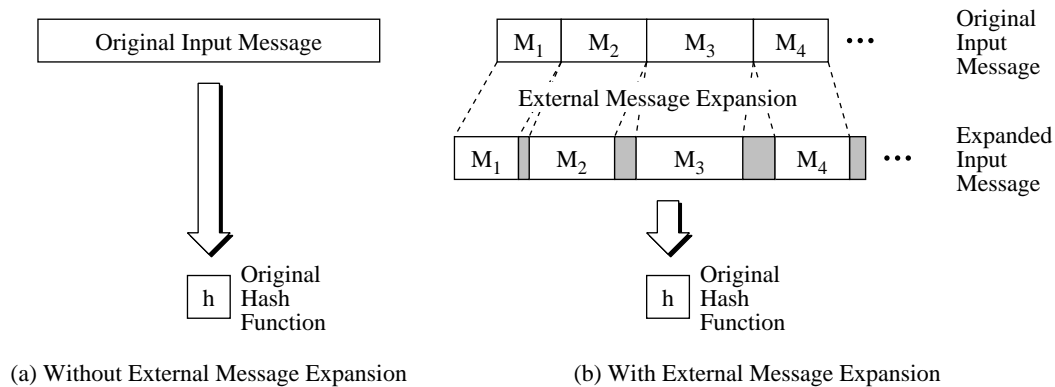 Original Input Message
h
Original
Hash
Function
(a) Without External Message Expansion
M1 M2 M3 M4 •••
Original
Input
Message
External Message Expansion
M1 M2 M3 M4 •••
Expanded
Input
Message
h
Original
Hash
Function
(b) With External Message Expansion